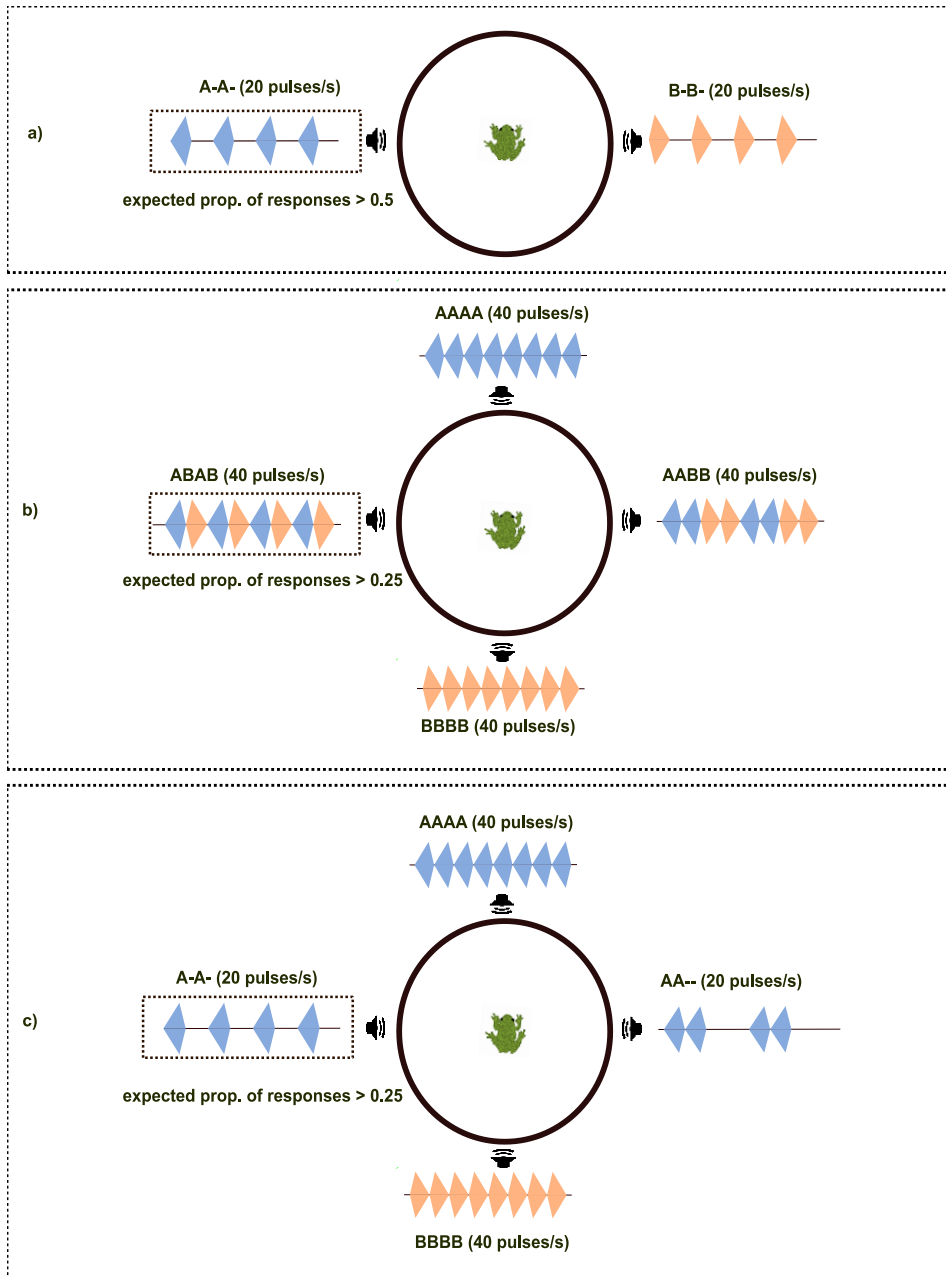 A-A- (20 pulses/s)
B-B- (20 pulses/s)
a)
expected prop. of responses > 0.5
AAAA (40 pulses/s)
ABAB (40 pulses/s)
AABB (40 pulses/s)
b)
expected prop. of responses > 0.25
BBBB (40 pulses/s)
AAAA (40 pulses/s)
A-A- (20 pulses/s)
AA-- (20 pulses/s)
c)
expected prop. of responses > 0.25
BBBB (40 pulses/s)